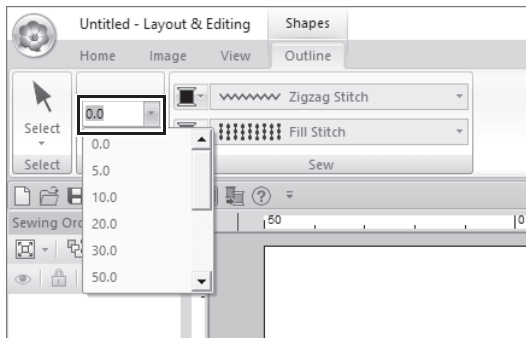 Untitled - Layout & Editing
Shapes
Home Image View Outline
Select
0.0
Zigzag Stitch
Fill Stitch
Select
Sew
0.0
5.0
10.0
20.0
30.0
50.0
Sewing
50
0